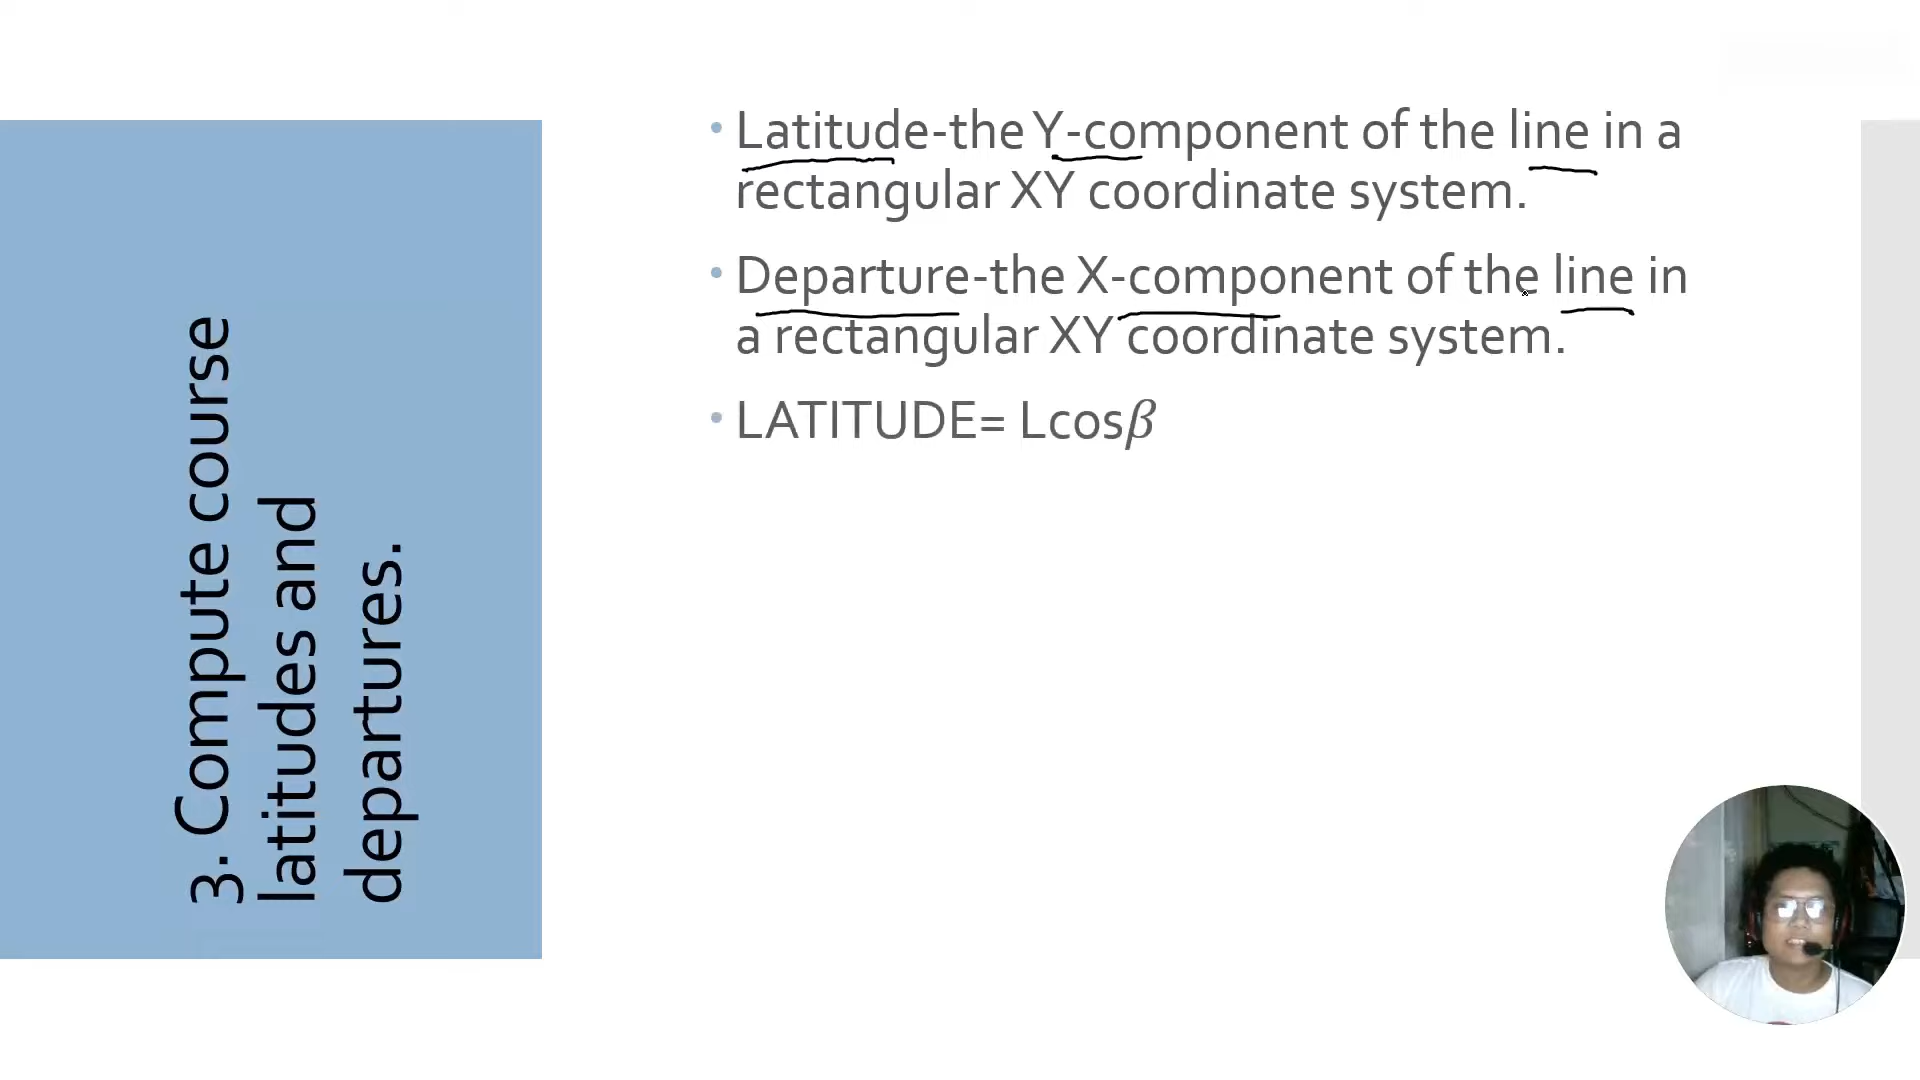 3. Compute course
latitudes and
departures.
• Latitude-the Y-component of the line in a
rectangular XY coordinate system.
• Departure-the X-component of the line in
a rectangular XY coordinate system.
• LATITUDE= Lcos𝛽